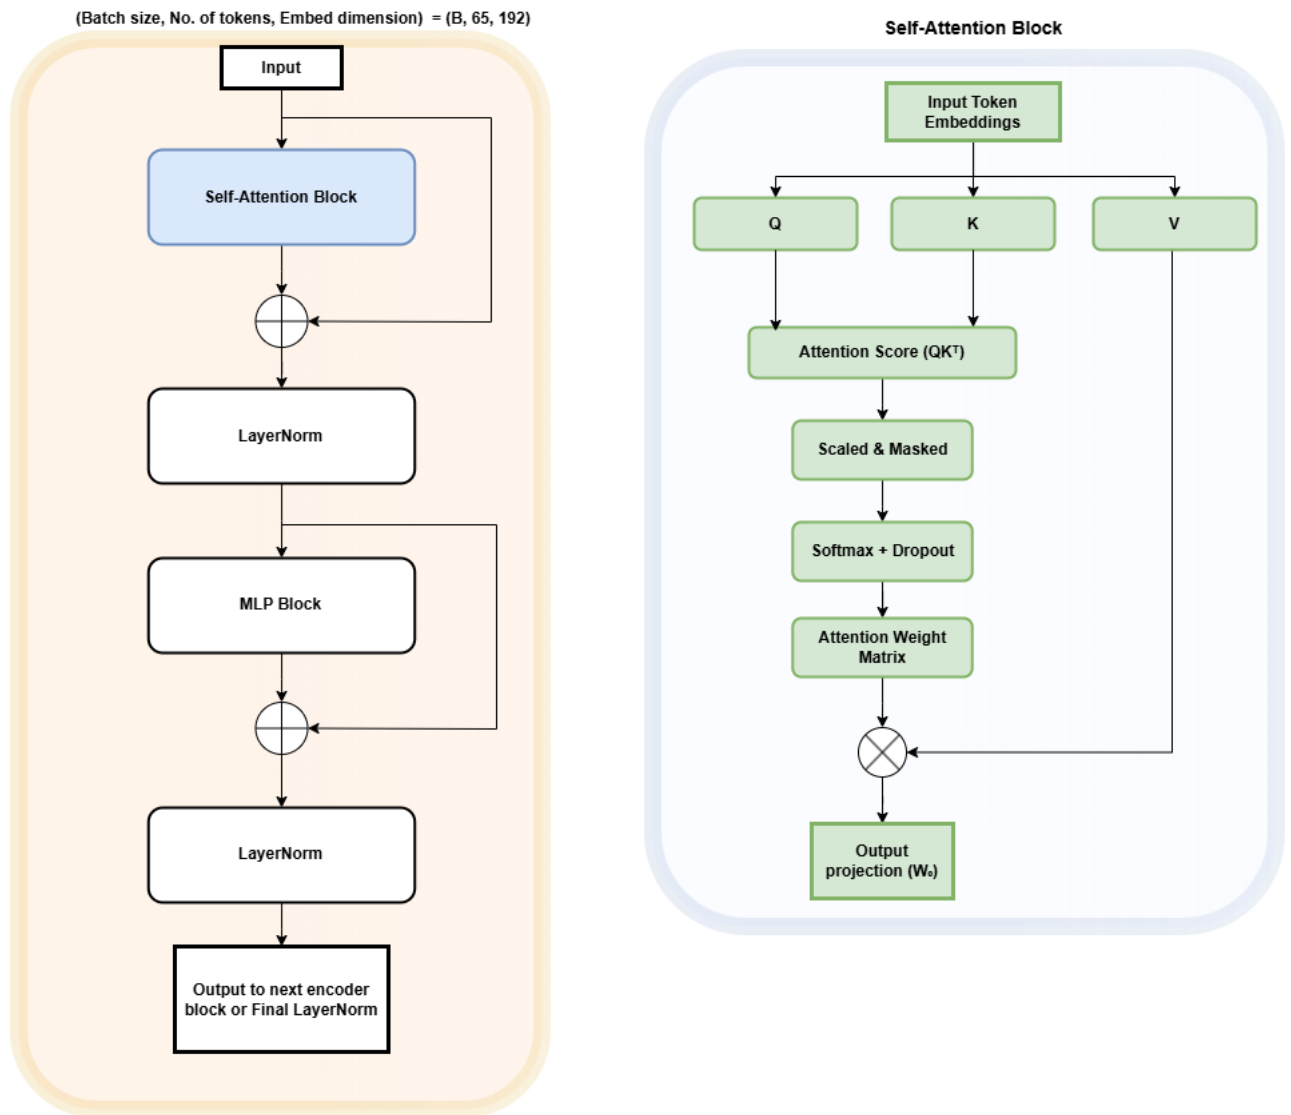 (Batch size, No. of tokens, Embed dimension) = (B, 65, 192)
Input
Self-Attention Block
LayerNorm
MLP Block
LayerNorm
Output to next encoder
block or Final LayerNorm
Self-Attention Block
Input Token
Embeddings
Q
K
V
Attention Score (QKᵀ)
Scaled & Masked
Softmax + Dropout
Attention Weight
Matrix
Output
projection (Wₒ)